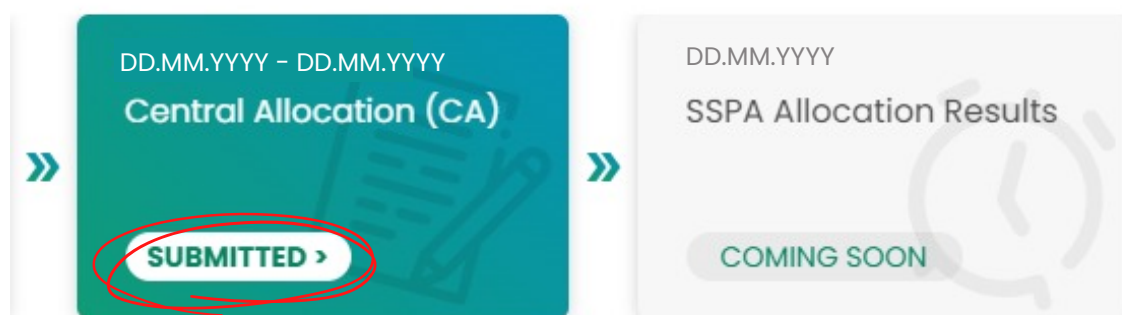 DD.MM.YYYY - DD.MM.YYYY
Central Allocation (CA)
SUBMITTED >
DD.MM.YYYY
SSPA Allocation Results
COMING SOON